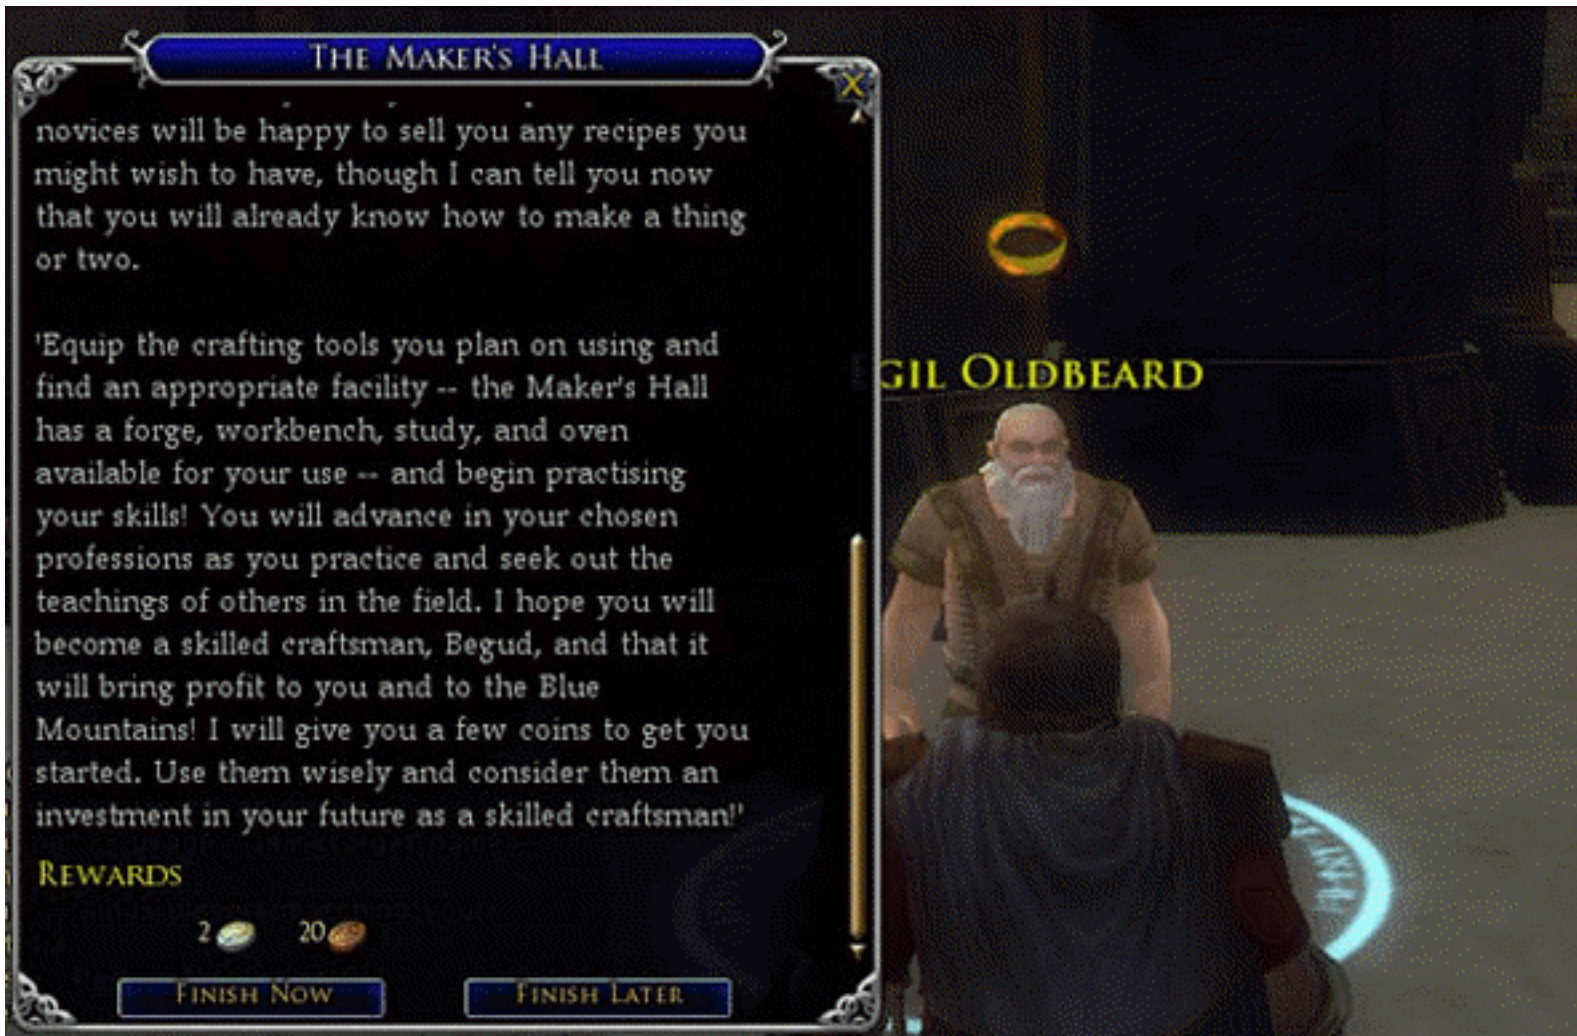 THE MAKER'S HALL
X
novices will be happy to sell you any recipes you
might wish to have, though I can tell you now
that you will already know how to make a thing
or two.
'Equip the crafting tools you plan on using and
find an appropriate facility -- the Maker's Hall
has a forge, workbench, study, and oven
available for your use -- and begin practising
your skills! You will advance in your chosen
professions as you practice and seek out the
teachings of others in the field. I hope you will
become a skilled craftsman, Begud, and that it
will bring profit to you and to the Blue
Mountains! I will give you a few coins to get you
started. Use them wisely and consider them an
investment in your future as a skilled craftsman!'
REWARDS
2 20
FINISH NOW FINISH LATER
GIL OLDBEARD